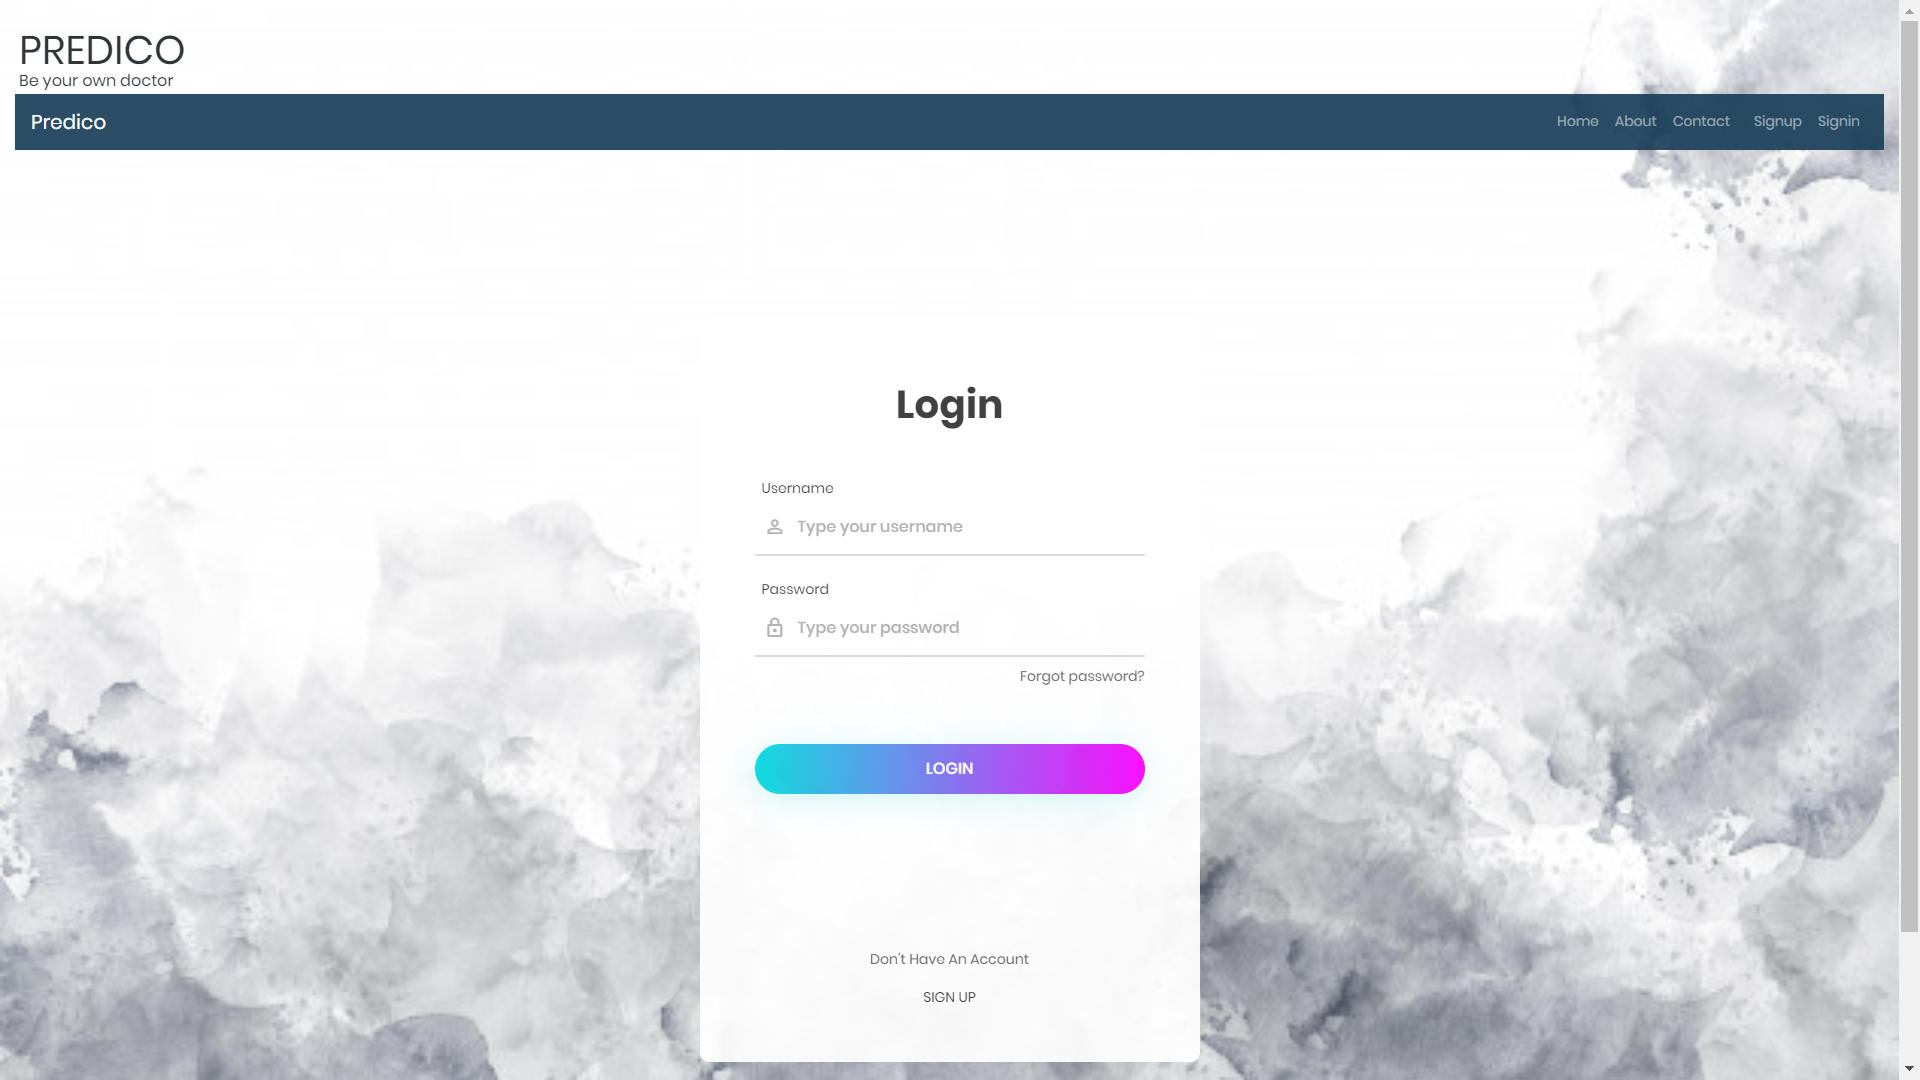 PREDICO
Be your own doctor
Predico
Home About Contact Signup Signin
Login
Username
Type your username
Password
Type your password
Forgot password?
LOGIN
Don't Have An Account
SIGN UP